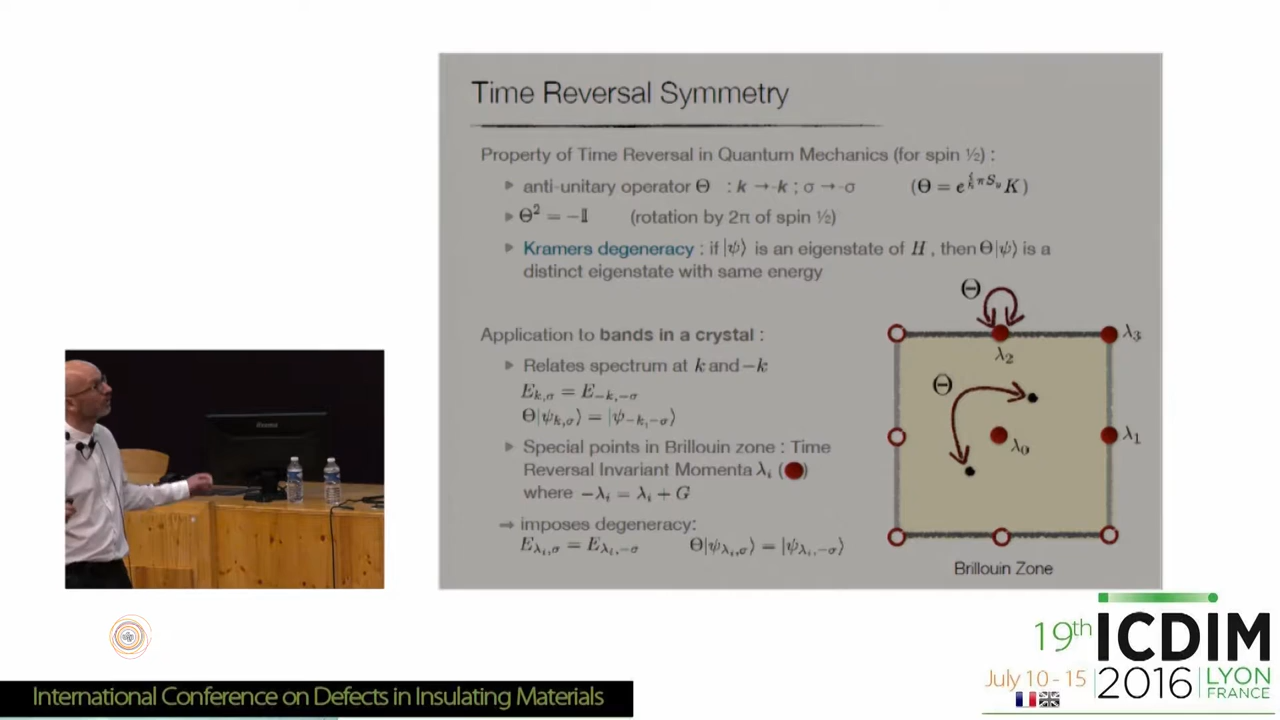 Time Reversal Symmetry
Property of Time Reversal in Quantum Mechanics (for spin ½) :
anti-unitary operator Θ : k → -k ; σ → -σ (Θ = e^{\frac{i}{ħ}πS_y} K)
Θ² = −𝟙 (rotation by 2π of spin ½)
Kramers degeneracy : if |ψ⟩ is an eigenstate of H , then Θ|ψ⟩ is a
distinct eigenstate with same energy
Θ
Application to bands in a crystal :
λ₃
λ₂
Relates spectrum at k and −k
E_{k,σ} = E_{−k,−σ}
Θ
Θ|ψ_{k,σ}⟩ = |ψ_{−k,−σ}⟩
λ₁
Special points in Brillouin zone : Time
λ₀
Reversal Invariant Momenta λᵢ ( )
where −λᵢ = λᵢ + G
⇒ imposes degeneracy:
E_{λᵢ,σ} = E_{λᵢ,−σ} Θ|ψ_{λᵢ,σ}⟩ = |ψ_{λᵢ,−σ}⟩
Brillouin Zone
19th ICDIM
July 10 - 15 2016 LYON
FRANCE
International Conference on Defects in Insulating Materials